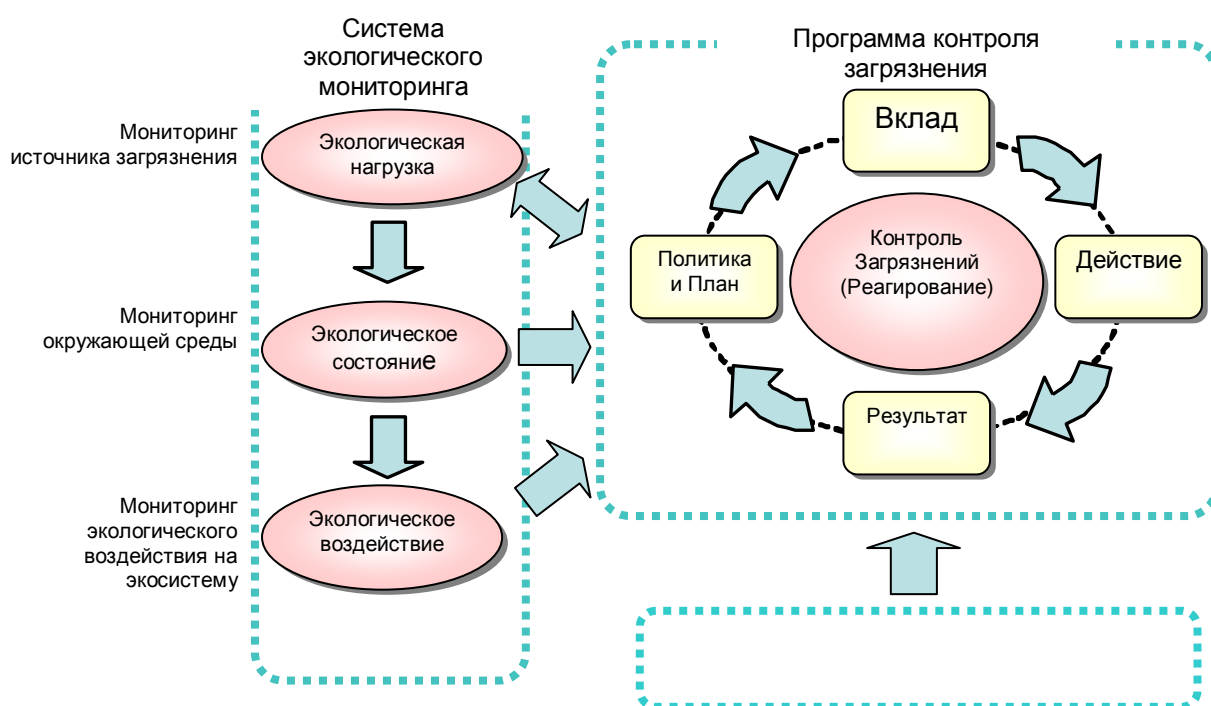 Система
экологического
мониторинга
Мониторинг
источника загрязнения
Экологическая
нагрузка
Мониторинг
окружающей среды
Экологическое
состояние
Мониторинг
экологического
воздействия на
экосистему
Экологическое
воздействие
Программа контроля
загрязнения
Вклад
Политика
и План
Контроль
Загрязнений
(Реагирование)
Действие
Результат